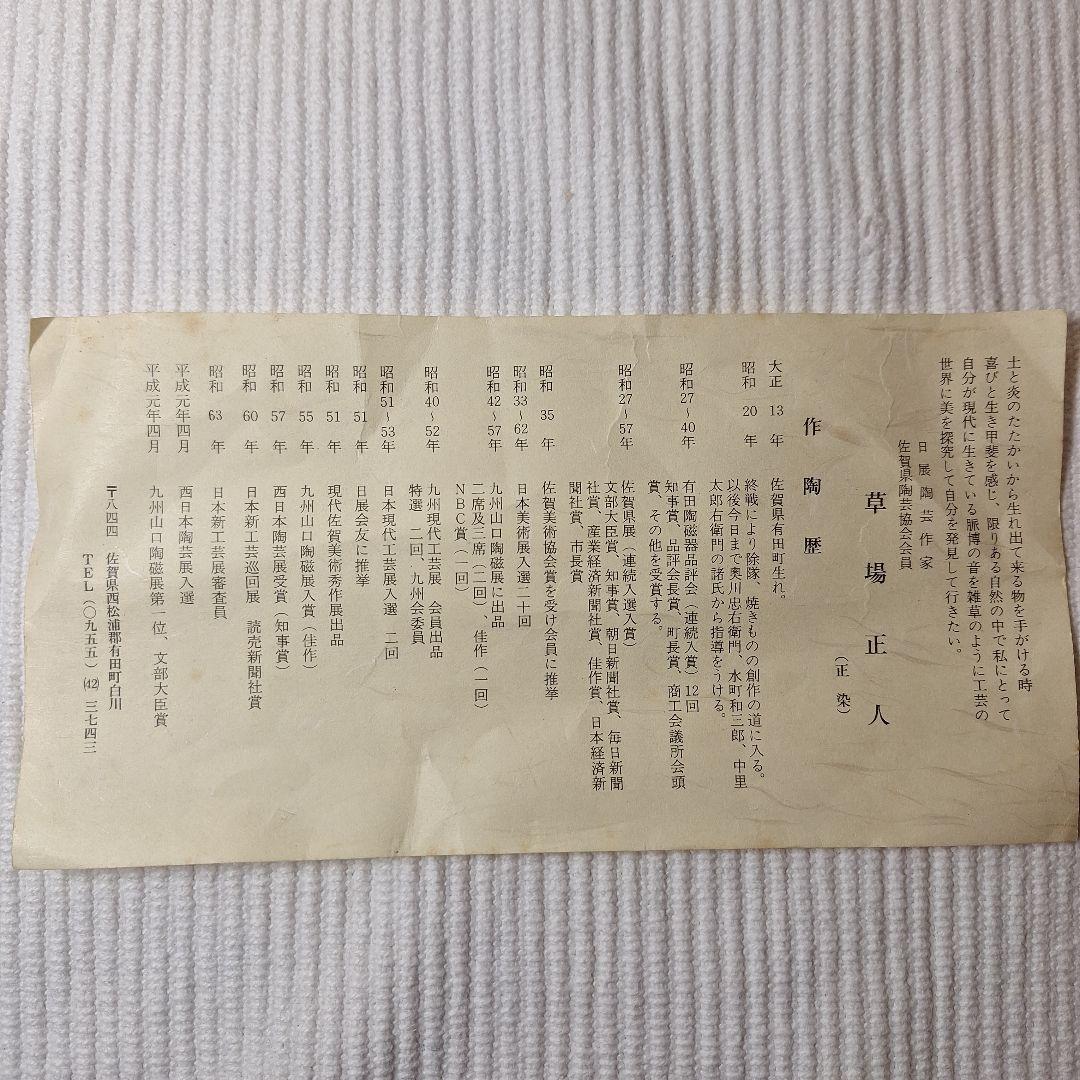 土と炎のたたかいから生れ出て来る物を手がける時
喜びと生き甲斐を感じ、限りある自然の中で私にとって
自分が現代に生きている脈博の音を雑草のように工芸の
世界に美を探究して自分を発見して行きたい。
日展陶芸作家
佐賀県陶芸協会会員
草場正人
(正染)
作陶歴
大正 13 年 佐賀県有田町生れ。
昭和 20 年 終戦により除隊、焼きものの創作の道に入る。
以後今日まで奥川忠右衛門、水町和三郎、中里
太郎右衛門の諸氏から指導をうける。
昭和27~40年 有田陶磁器品評会(連続入賞)12回
知事賞、品評会長賞、町長賞、商工会議所会頭
賞、その他を受賞する。
昭和27~57年 佐賀県展(連続入選入賞)
文部大臣賞、知事賞、朝日新聞社賞、毎日新聞
社賞、産業経済新聞社賞、佳作賞、日本経済新
聞社賞、市長賞
昭和 35 年 佐賀美術協会賞を受け会員に推挙
昭和33~62年 日本美術展入選二十回
昭和42~57年 九州山口陶磁展に出品
二席及三席(二回)、佳作(一回)
NBC賞(一回)
昭和40~52年 九州現代工芸展 会員出品
特選 二回、九州会委員
昭和51~53年 日本現代工芸展入選 二回
昭和 51 年 日展会友に推挙
昭和 51 年 現代佐賀美術秀作展出品
昭和 55 年 九州山口陶磁展入賞(佳作)
昭和 57 年 西日本陶芸展受賞(知事賞)
昭和 60 年 日本新工芸巡回展 読売新聞社賞
昭和 63 年 日本新工芸展審査員
平成元年四月 西日本陶芸展入選
平成元年四月 九州山口陶磁展第一位、文部大臣賞
〒八四四 佐賀県西松浦郡有田町白川
TEL(〇九五五)㊷三七四三